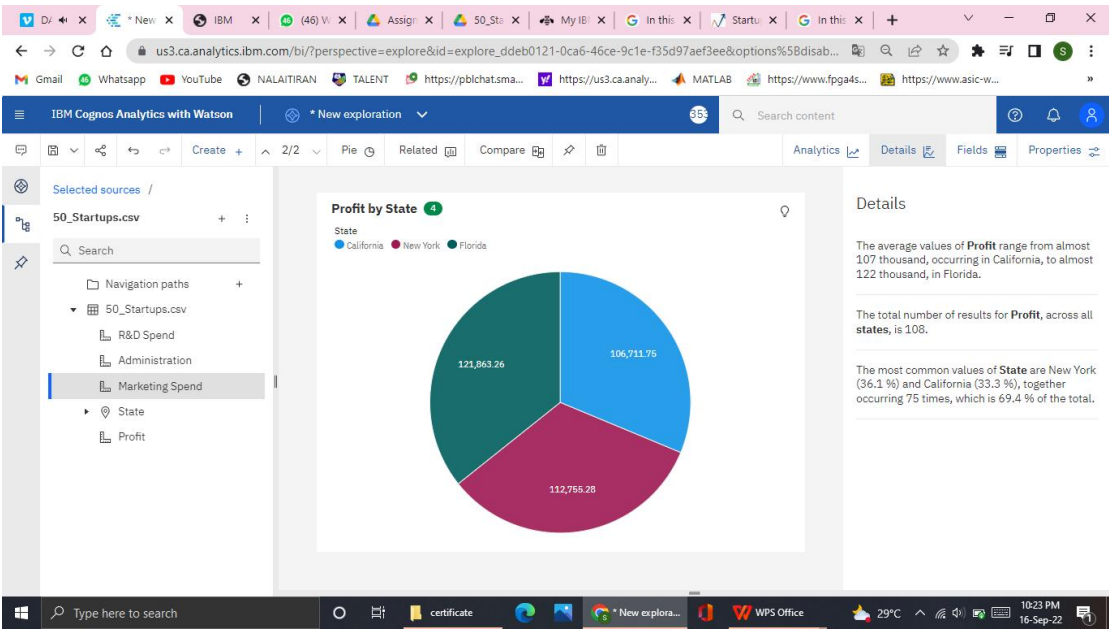 DA
* New
IBM
(46) W
Assign
50_Sta
My IB
In this
Startu
In this
us3.ca.analytics.ibm.com/bi/?perspective=explore&id=explore_ddeb0121-0ca6-46ce-9c1e-f35d97aef3ee&options%5Bdisab...
S
Gmail
Whatsapp
YouTube
NALAITIRAN
TALENT
https://pblchat.sma...
https://us3.ca.analy...
MATLAB
https://www.fpga4s...
https://www.asic-w...
»
IBM Cognos Analytics with Watson
* New exploration
353
Search content
Create +
2/2
Pie
Related
Compare
Analytics
Details
Fields
Properties
Selected sources /
50_Startups.csv
Search
Navigation paths
50_Startups.csv
R&D Spend
Administration
Marketing Spend
State
Profit
Profit by State 4
State
California New York Florida
121,863.26
106,711.75
112,755.28
Details
The average values of Profit range from almost
107 thousand, occurring in California, to almost
122 thousand, in Florida.
The total number of results for Profit, across all
states, is 108.
The most common values of State are New York
(36.1 %) and California (33.3 %), together
occurring 75 times, which is 69.4 % of the total.
Type here to search
certificate
* New explora...
WPS Office
29°C
10:23 PM
16-Sep-22
1